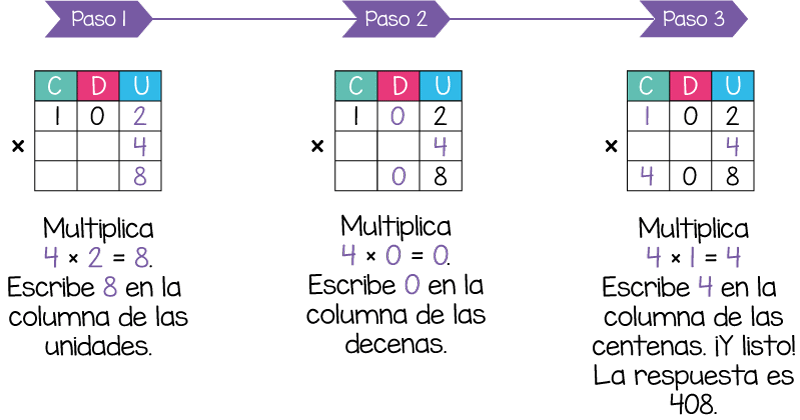 Paso 1
C D U
1 0 2
× 4
8
Multiplica
4 × 2 = 8.
Escribe 8 en la
columna de las
unidades.
Paso 2
C D U
1 0 2
× 4
0 8
Multiplica
4 × 0 = 0.
Escribe 0 en la
columna de las
decenas.
Paso 3
C D U
1 0 2
× 4
4 0 8
Multiplica
4 × 1 = 4
Escribe 4 en la
columna de las
centenas. ¡Y listo!
La respuesta es
408.